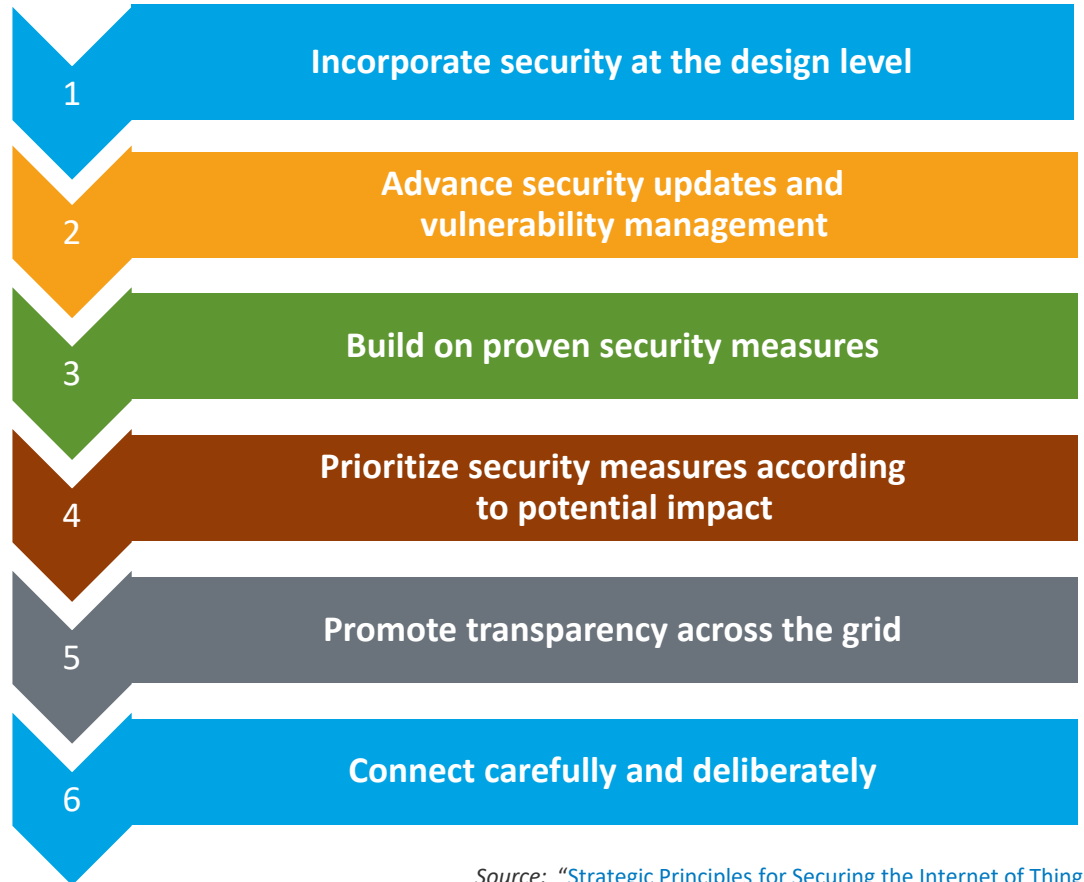 1
Incorporate security at the design level
2
Advance security updates and
vulnerability management
3
Build on proven security measures
4
Prioritize security measures according
to potential impact
5
Promote transparency across the grid
6
Connect carefully and deliberately
Source: "Strategic Principles for Securing the Internet of Thing